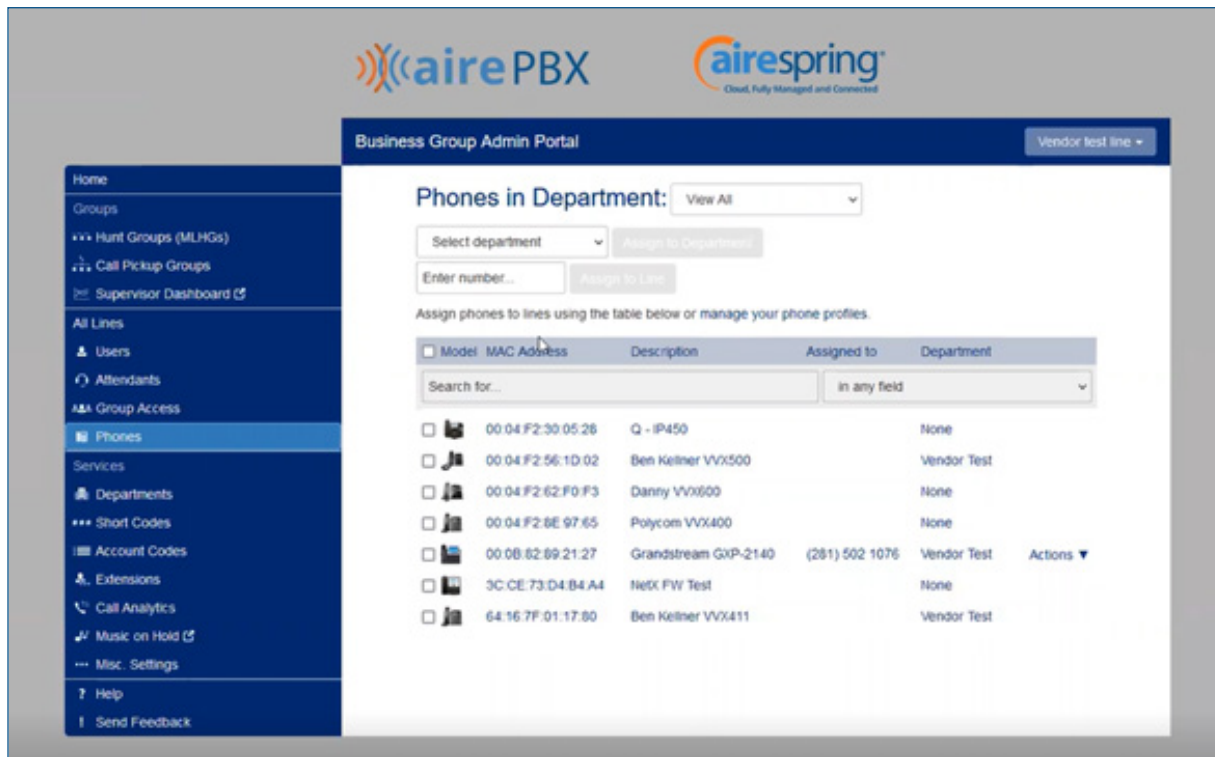 airePBX
airespring
Cloud, Fully Managed and Connected
Business Group Admin Portal
Vendor test line
Home
Groups
Hunt Groups (MLHGs)
Call Pickup Groups
Supervisor Dashboard
All Lines
Users
Attendants
Group Access
Phones
Services
Departments
Short Codes
Account Codes
Extensions
Call Analytics
Music on Hold
Misc. Settings
? Help
! Send Feedback
Phones in Department: View All
Select department Assign to Department
Enter number... Assign to Line
Assign phones to lines using the table below or manage your phone profiles.
Model MAC Address Description Assigned to Department
Search for... in any field
00:04:F2:30:05:28 Q - IP450 None
00:04:F2:56:1D:02 Ben Kellner VVX500 Vendor Test
00:04:F2:62:F0:F3 Danny VVX600 None
00:04:F2:8E:97:65 Polycom VVX400 None
00:0B:82:89:21:27 Grandstream GXP-2140 (281) 502 1076 Vendor Test Actions ▼
3C:CE:73:D4:B4:A4 NetX FW Test None
64:16:7F:01:17:80 Ben Kellner VVX411 Vendor Test